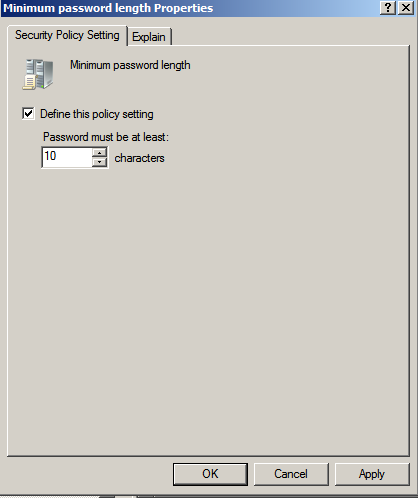 Minimum password length Properties
Security Policy Setting
Explain
Minimum password length
Define this policy setting
Password must be at least:
10
characters
OK
Cancel
Apply